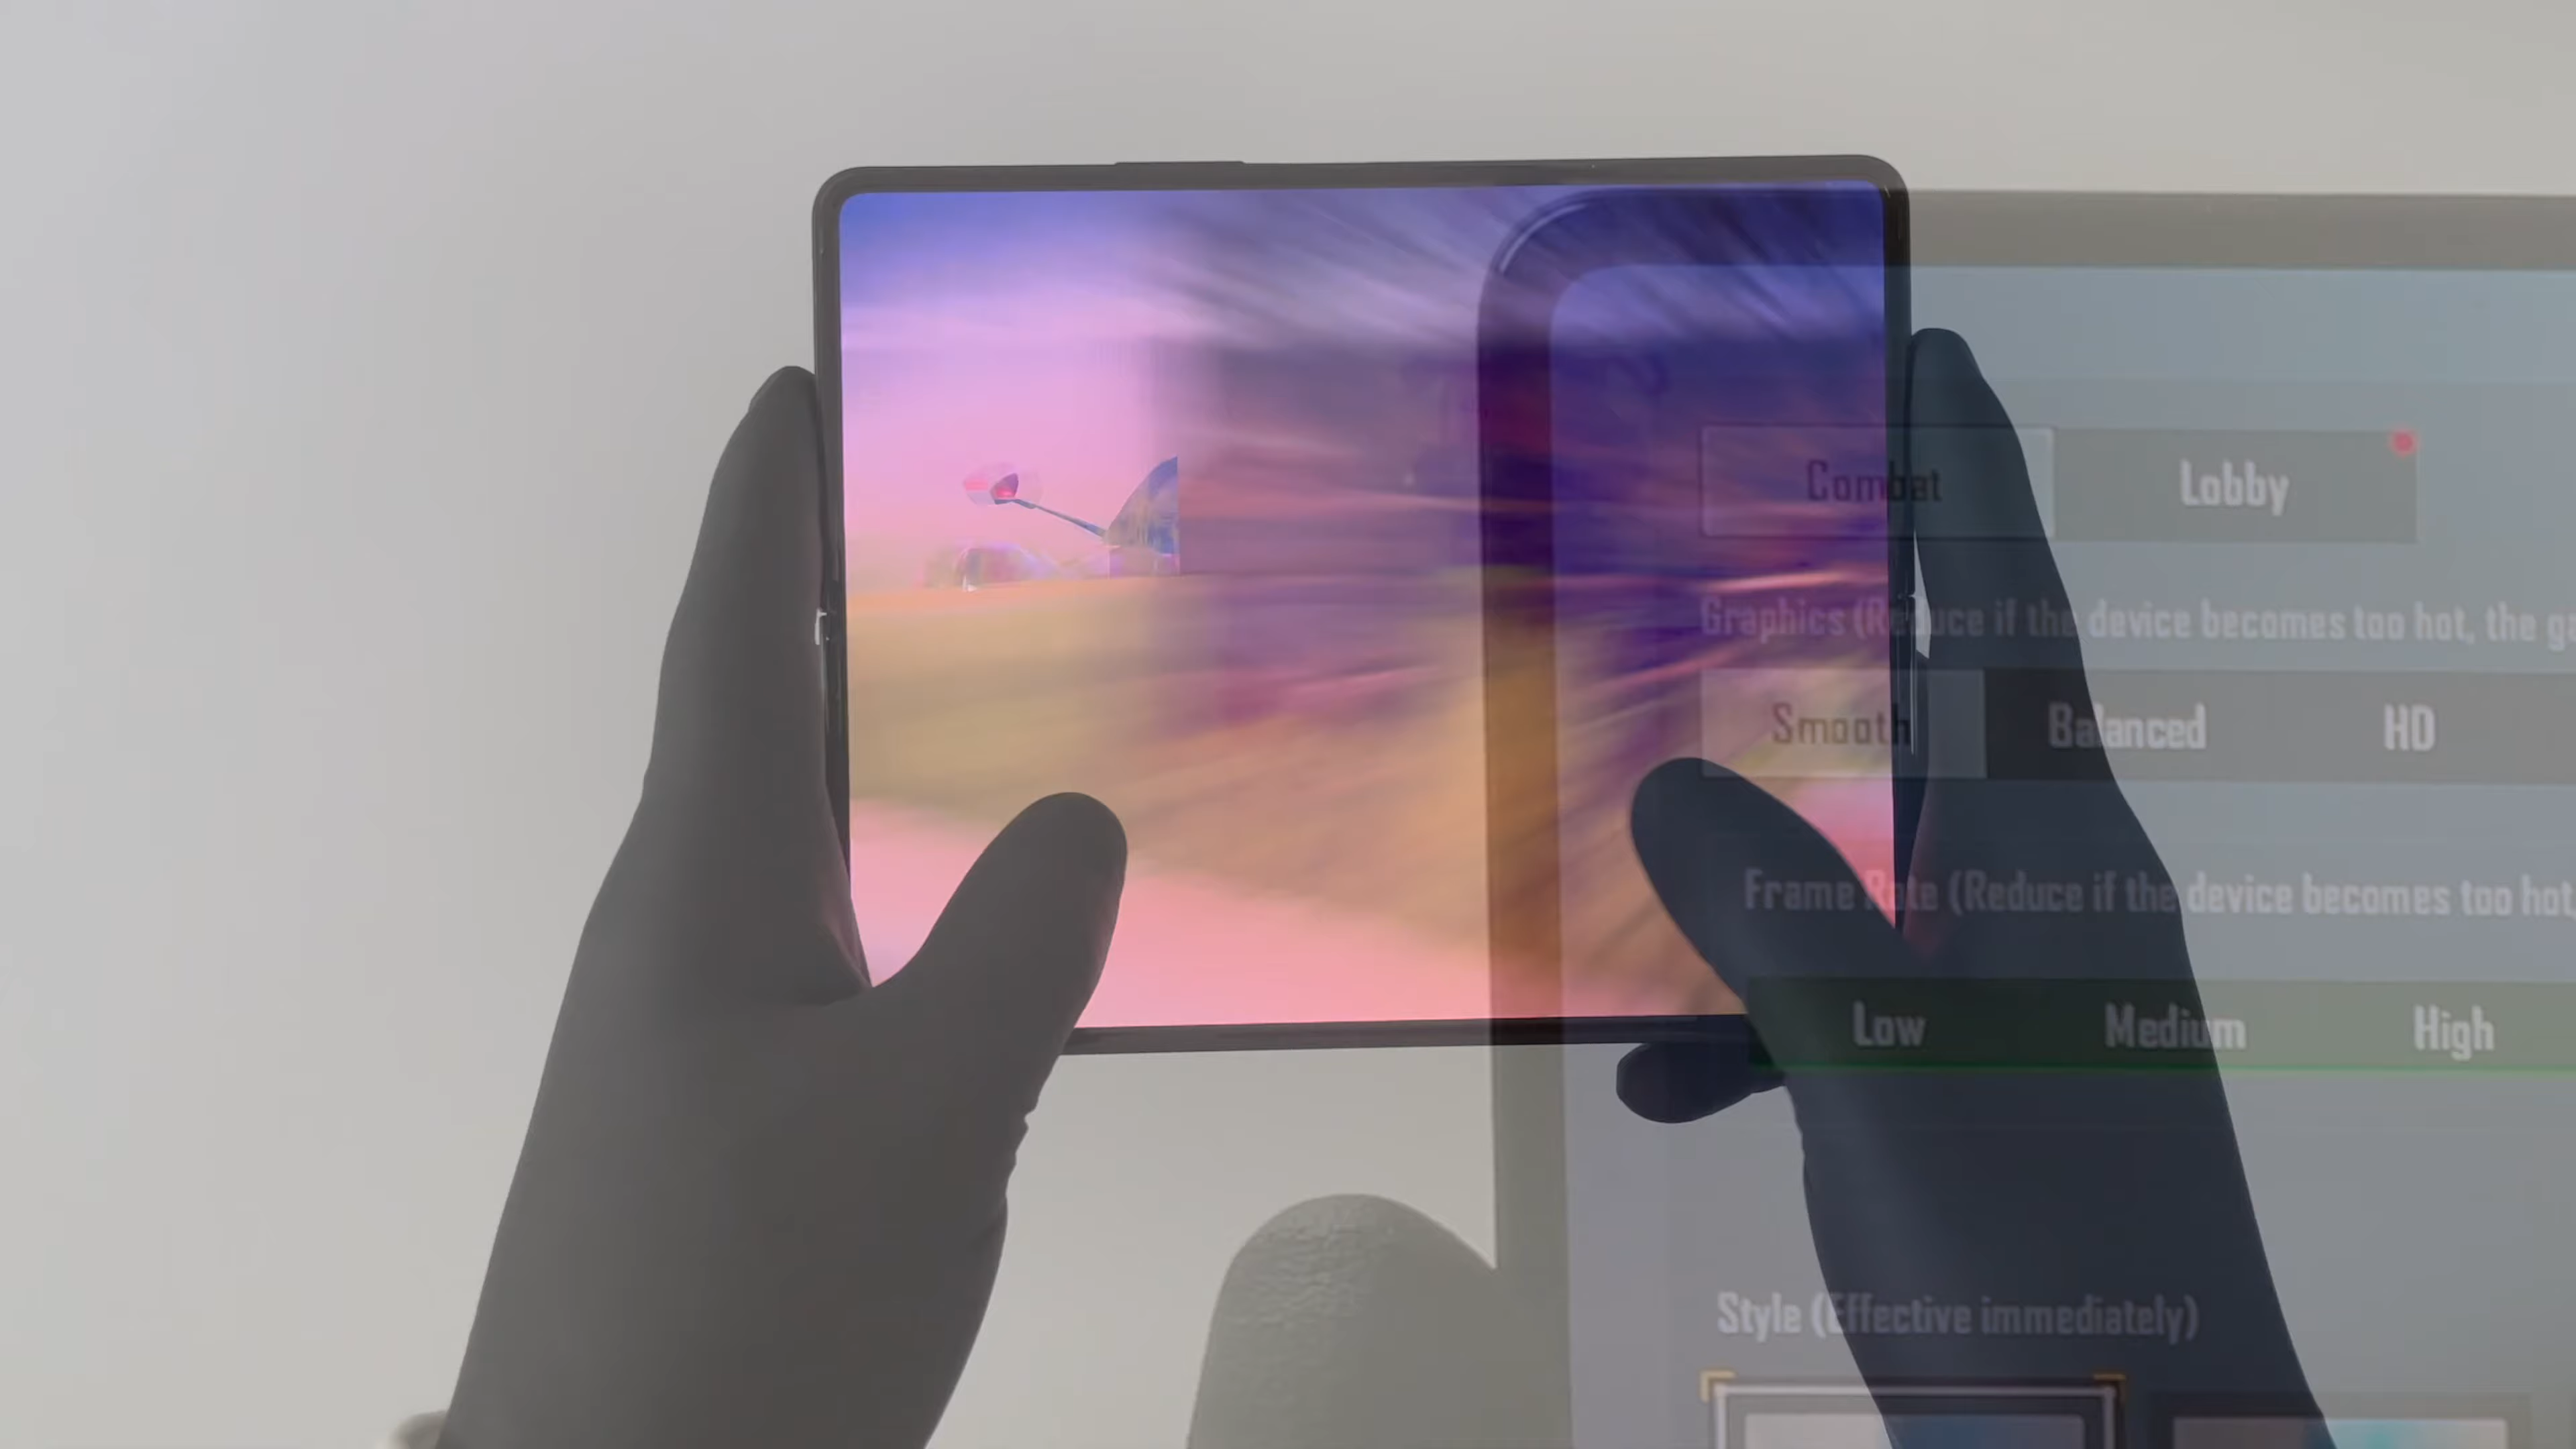 Combat Lobby
Graphics (Reduce if the device becomes too hot, the
Smooth Balanced HD
Frame Rate (Reduce if the device becomes too hot
Low Medium High
Style (Effective immediately)